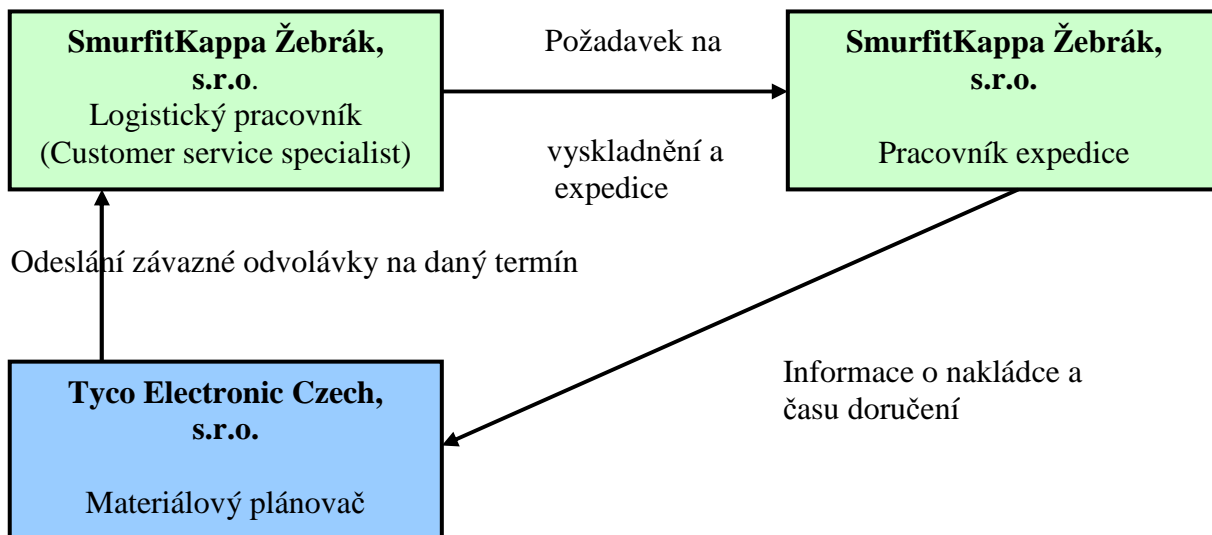 SmurfitKappa Žebrák,
s.r.o.
Logistický pracovník
(Customer service specialist)
Požadavek na
vyskladnění a
expedice
SmurfitKappa Žebrák,
s.r.o.
Pracovník expedice
Odeslání závazné odvolávky na daný termín
Tyco Electronic Czech,
s.r.o.
Materiálový plánovač
Informace o nakládce a
času doručení